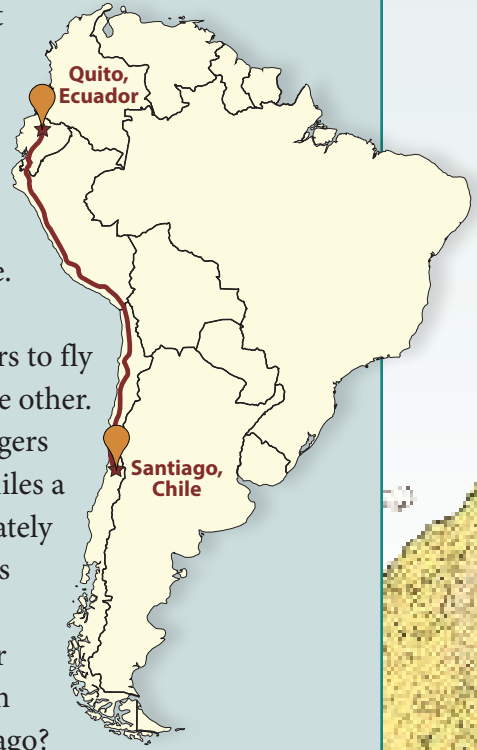 t
Quito,
Ecuador
e.
rs to fly
e other.
gers
iles a
Santiago,
Chile
ately
s
r
n
ago?